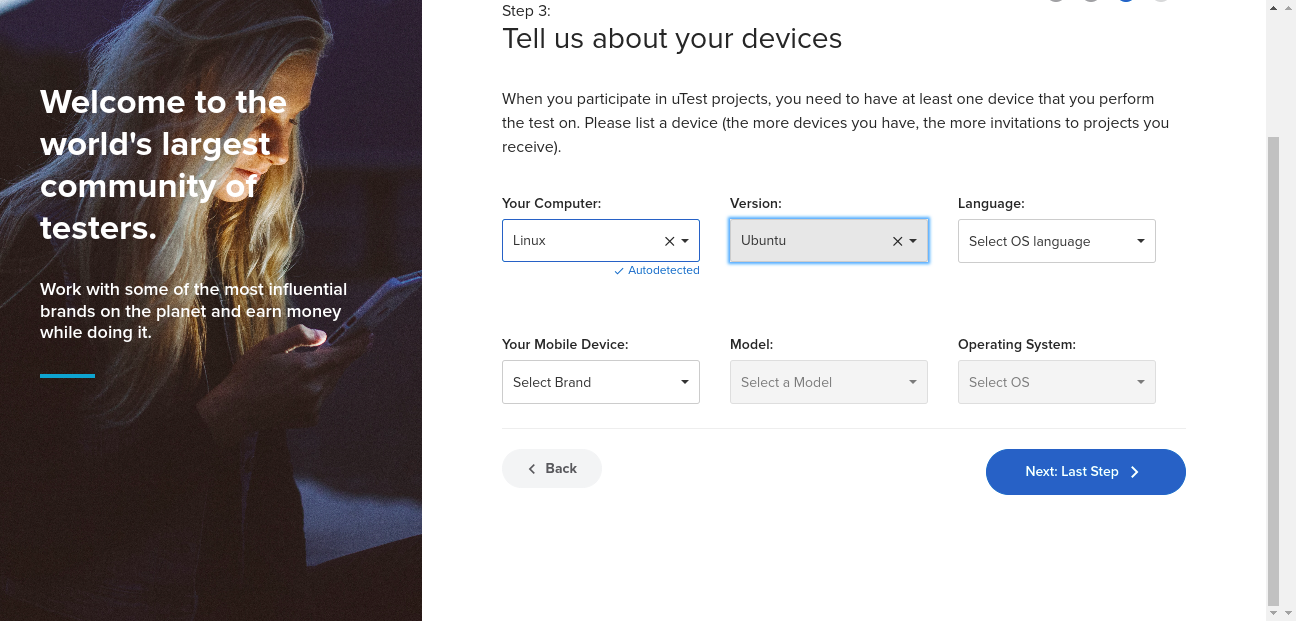 Welcome to the
world's largest
community of
testers.
Work with some of the most influential
brands on the planet and earn money
while doing it.
Step 3:
Tell us about your devices
When you participate in uTest projects, you need to have at least one device that you perform
the test on. Please list a device (the more devices you have, the more invitations to projects you
receive).
Your Computer: Version: Language:
Linux Ubuntu Select OS language
Autodetected
Your Mobile Device: Model: Operating System:
Select Brand Select a Model Select OS
Back Next: Last Step